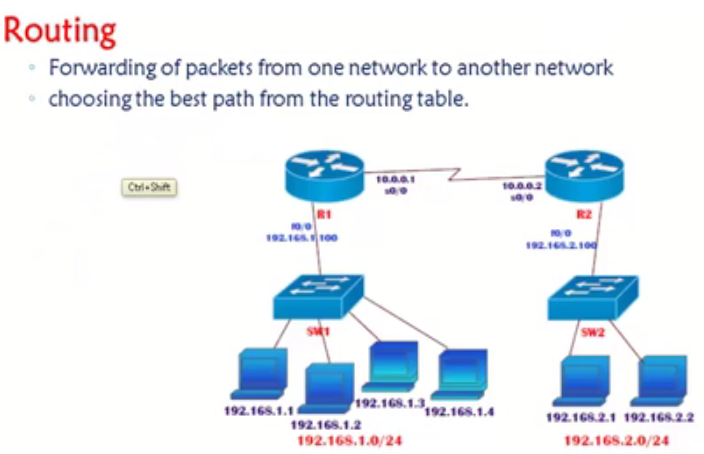 Routing
Forwarding of packets from one network to another network
choosing the best path from the routing table.
Ctrl+Shift
10.0.0.1
s0/0
10.0.0.2
s0/0
R1
R2
f0/0
192.168.1.100
f0/0
192.168.2.100
SW1
SW2
192.168.1.1
192.168.1.2
192.168.1.3
192.168.1.4
192.168.2.1
192.168.2.2
192.168.1.0/24
192.168.2.0/24